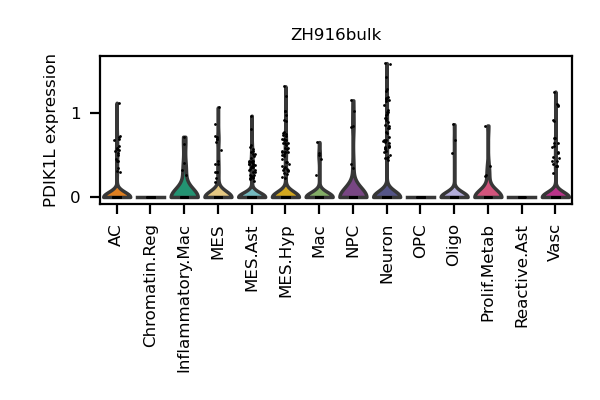 ZH916bulk
PDIK1L expression
1
0
AC
Chromatin.Reg
Inflammatory.Mac
MES
MES.Ast
MES.Hyp
Mac
NPC
Neuron
OPC
Oligo
Prolif.Metab
Reactive.Ast
Vasc